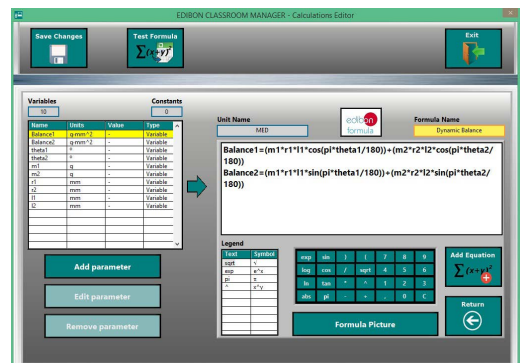 EDIBON CLASSROOM MANAGER - Calculations Editor
Save Changes
Test Formula
Σ(x+y)²
Exit
Variables
10
Constants
0
Name Units Value Type
Balance1 g·mm^2 - Variable
Balance2 g·mm^2 - Variable
theta1 º - Variable
theta2 º - Variable
m1 g - Variable
m2 g - Variable
r1 mm - Variable
r2 mm - Variable
l1 mm - Variable
l2 mm - Variable
Add parameter
Edit parameter
Remove parameter
Unit Name
MED
edibon
formula
Formula Name
Dynamic Balance
Balance1=(m1*r1*l1*cos(pi*theta1/180))+(m2*r2*l2*cos(pi*theta2/
180))
Balance2=(m1*r1*l1*sin(pi*theta1/180))+(m2*r2*l2*sin(pi*theta2/
180))
Legend
Text Symbol
sqrt √
exp e^x
pi π
^ x^y
exp sin ) ( 7 8 9
log cos / sqrt 4 5 6
ln tan * ^ 1 2 3
abs pi - + . 0 C
Formula Picture
Add Equation
Σ(x+y)²
Return